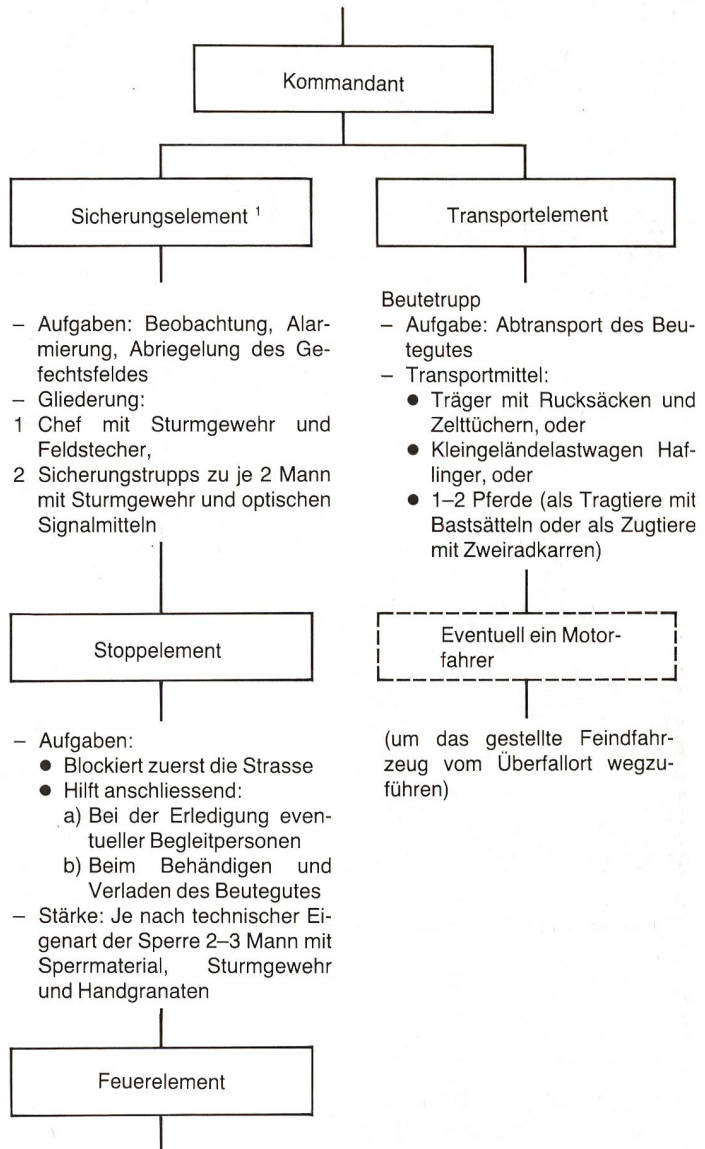 Kommandant
Sicherungselement ¹
– Aufgaben: Beobachtung, Alar-
mierung, Abriegelung des Ge-
fechtsfeldes
– Gliederung:
1 Chef mit Sturmgewehr und
Feldstecher,
2 Sicherungstrupps zu je 2 Mann
mit Sturmgewehr und optischen
Signalmitteln
Stoppelement
– Aufgaben:
● Blockiert zuerst die Strasse
● Hilft anschliessend:
a) Bei der Erledigung even-
tueller Begleitpersonen
b) Beim Behändigen und
Verladen des Beutegutes
– Stärke: Je nach technischer Ei-
genart der Sperre 2–3 Mann mit
Sperrmaterial, Sturmgewehr
und Handgranaten
Feuerelement
Transportelement
Beutetrupp
– Aufgabe: Abtransport des Beu-
tegutes
– Transportmittel:
● Träger mit Rucksäcken und
Zelttüchern, oder
● Kleingeländelastwagen Haf-
linger, oder
● 1–2 Pferde (als Tragtiere mit
Bastsätteln oder als Zugtiere
mit Zweiradkarren)
Eventuell ein Motor-
fahrer
(um das gestellte Feindfahr-
zeug vom Überfallort wegzu-
führen)